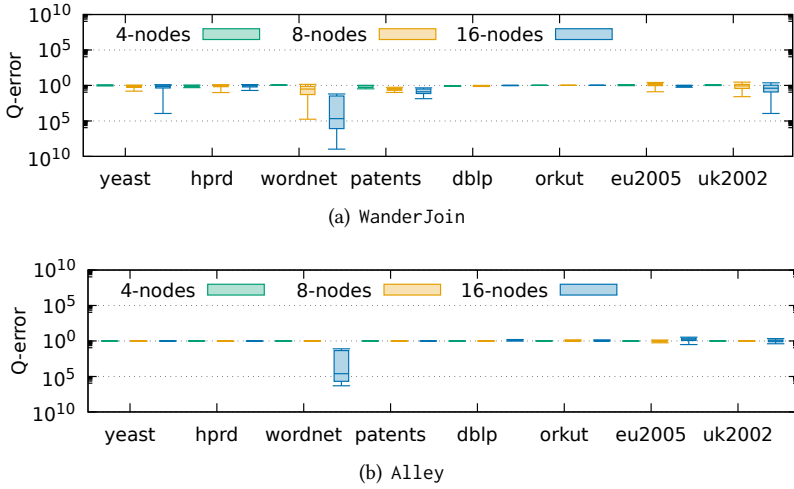 10^10
4-nodes 8-nodes 16-nodes
10^5
Q-error
10^0
10^5
10^10
yeast hprd wordnet patents dblp orkut eu2005 uk2002
(a) WanderJoin
10^10
4-nodes 8-nodes 16-nodes
10^5
Q-error
10^0
10^5
10^10
yeast hprd wordnet patents dblp orkut eu2005 uk2002
(b) Alley